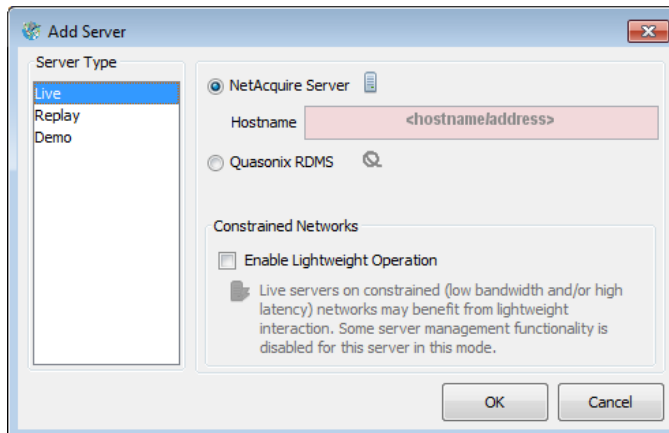 Add Server
Server Type
Live
Replay
Demo
NetAcquire Server
Hostname
<hostname/address>
Quasonix RDMS
Constrained Networks
Enable Lightweight Operation
Live servers on constrained (low bandwidth and/or high
latency) networks may benefit from lightweight
interaction. Some server management functionality is
disabled for this server in this mode.
OK
Cancel